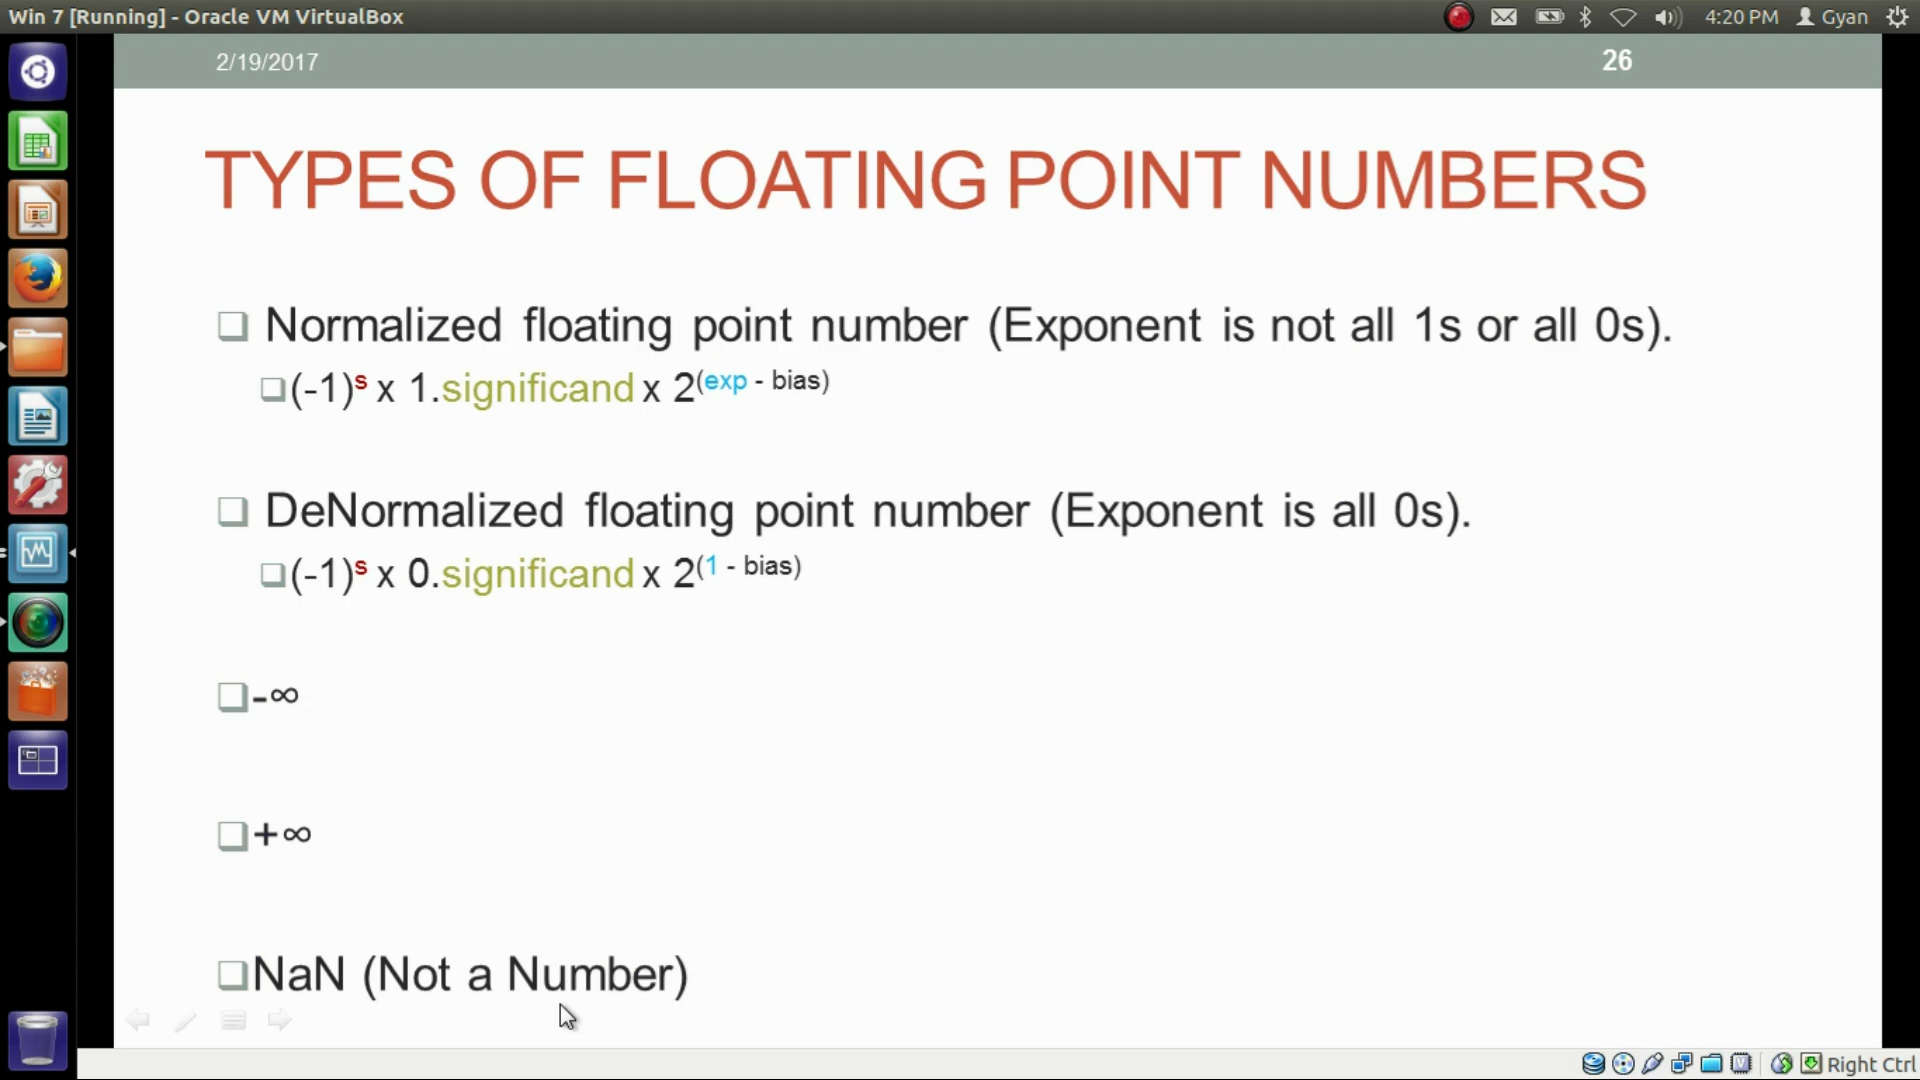 Win 7 [Running] - Oracle VM VirtualBox
4:20 PM Gyan
2/19/2017
26
TYPES OF FLOATING POINT NUMBERS
Normalized floating point number (Exponent is not all 1s or all 0s).
(-1)s x 1.significand x 2(exp - bias)
DeNormalized floating point number (Exponent is all 0s).
(-1)s x 0.significand x 2(1 - bias)
-∞
+∞
NaN (Not a Number)
Right Ctrl